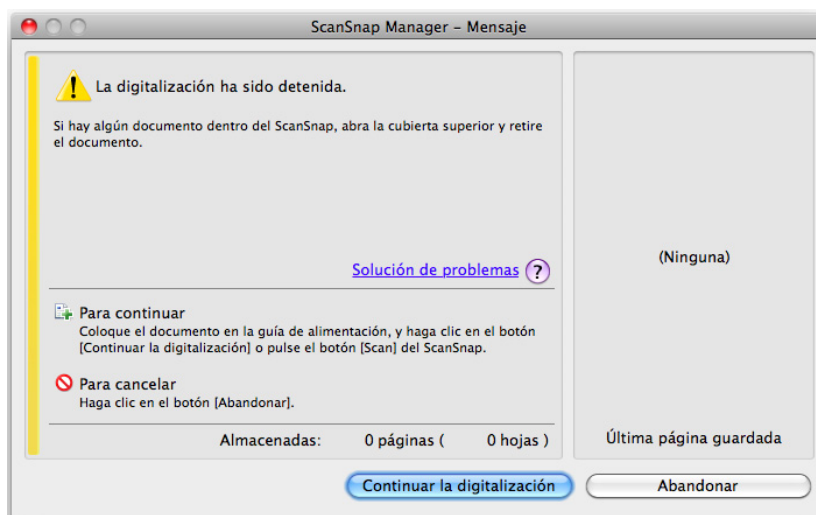 ScanSnap Manager – Mensaje
La digitalización ha sido detenida.
Si hay algún documento dentro del ScanSnap, abra la cubierta superior y retire
el documento.
Solución de problemas ?
Para continuar
Coloque el documento en la guía de alimentación, y haga clic en el botón
[Continuar la digitalización] o pulse el botón [Scan] del ScanSnap.
Para cancelar
Haga clic en el botón [Abandonar].
Almacenadas: 0 páginas ( 0 hojas )
(Ninguna)
Última página guardada
Continuar la digitalización
Abandonar